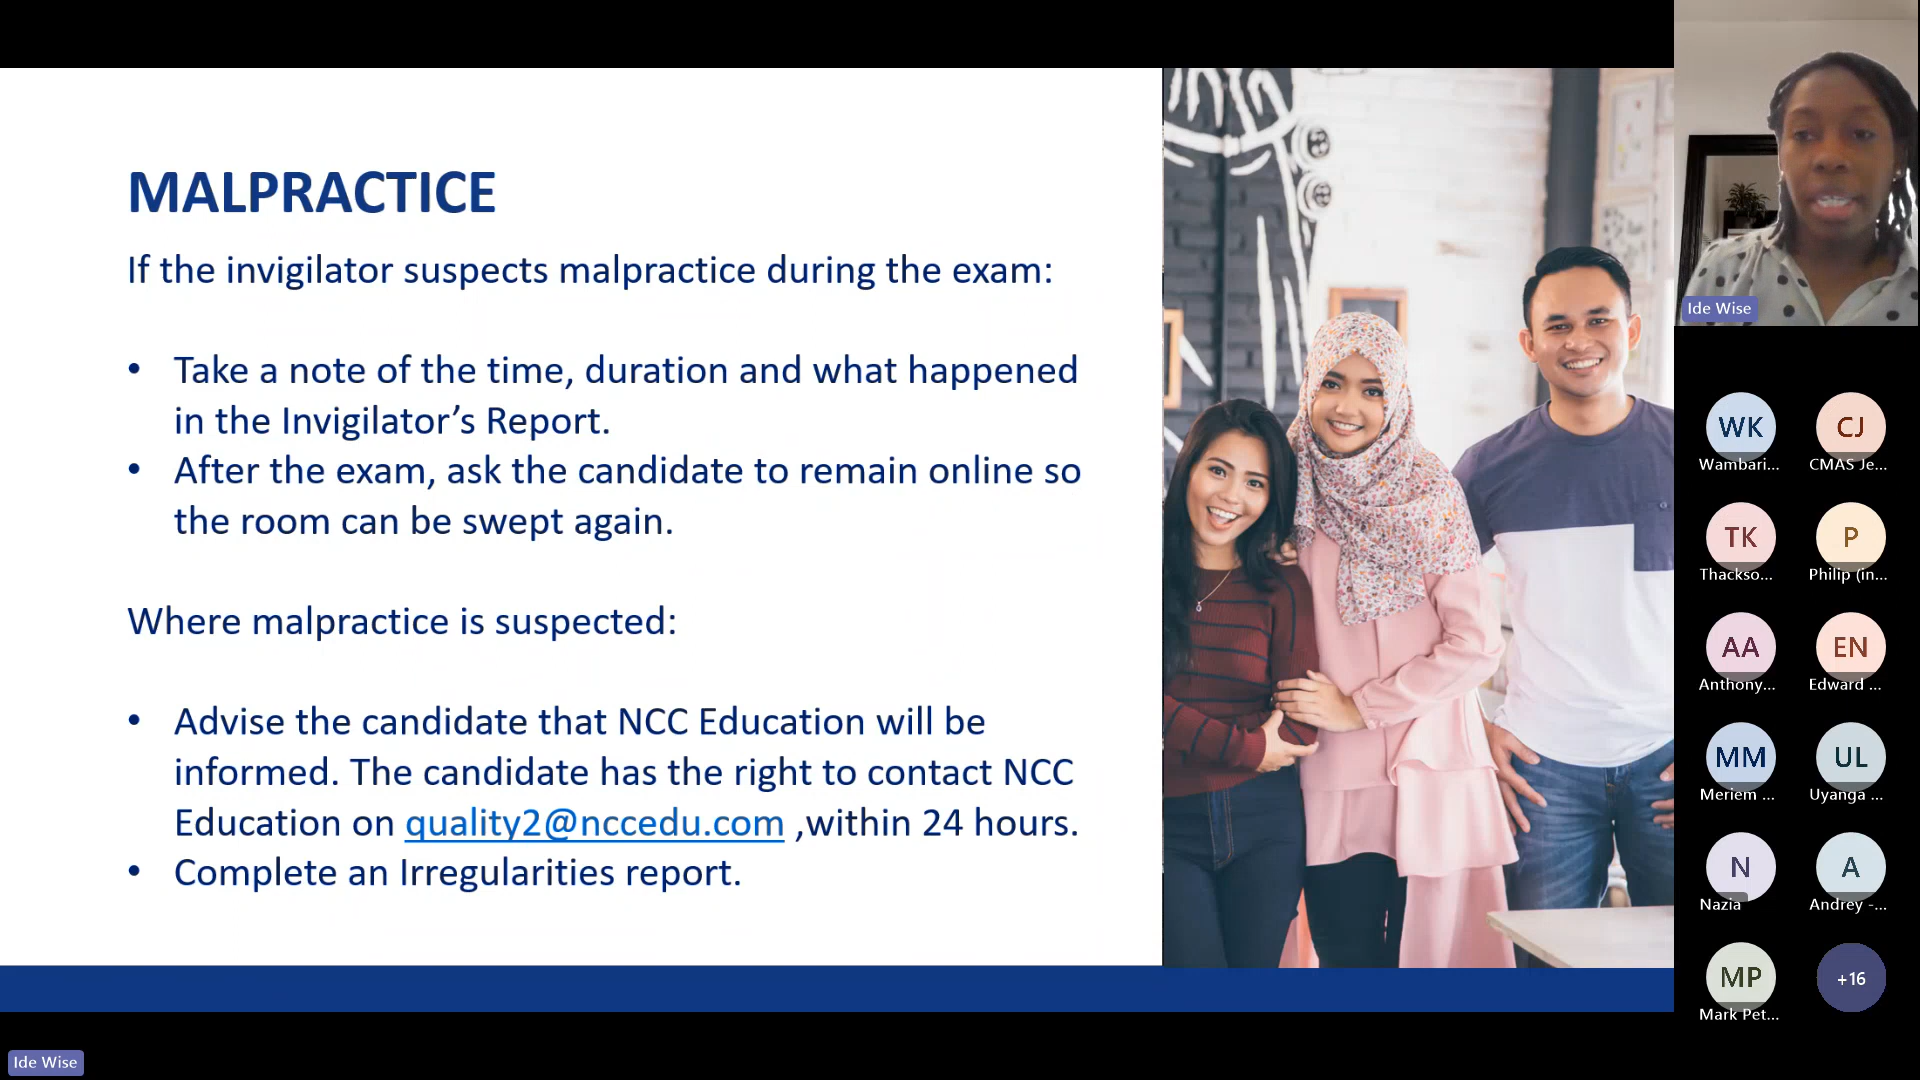 MALPRACTICE
If the invigilator suspects malpractice during the exam:
• Take a note of the time, duration and what happened
in the Invigilator’s Report.
• After the exam, ask the candidate to remain online so
the room can be swept again.
Where malpractice is suspected:
• Advise the candidate that NCC Education will be
informed. The candidate has the right to contact NCC
Education on quality2@nccedu.com ,within 24 hours.
• Complete an Irregularities report.
Ide Wise
WK CJ
Wambari... CMAS Je...
TK P
Thackso... Philip (in...
AA EN
Anthony... Edward ...
MM UL
Meriem ... Uyanga ...
N A
Nazia Andrey -...
MP +16
Mark Pet...
Ide Wise